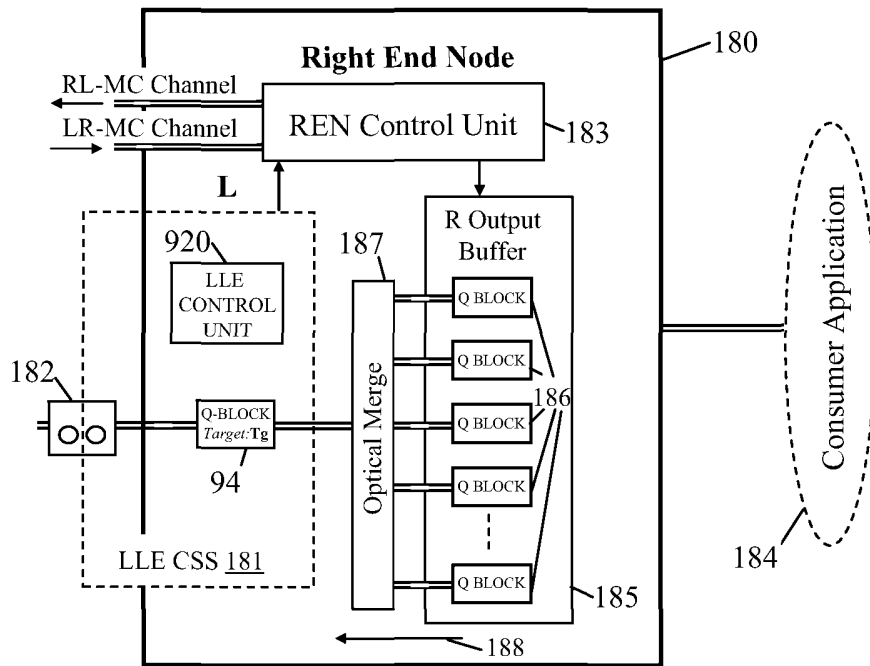 180
Right End Node
RL-MC Channel
LR-MC Channel
REN Control Unit
183
L
920
LLE
CONTROL
UNIT
187
R Output
Buffer
Q BLOCK
Q BLOCK
Q BLOCK
Q BLOCK
Q BLOCK
186
Optical Merge
182
Q-BLOCK
Target:Tg
94
LLE CSS 181
185
188
Consumer Application
184